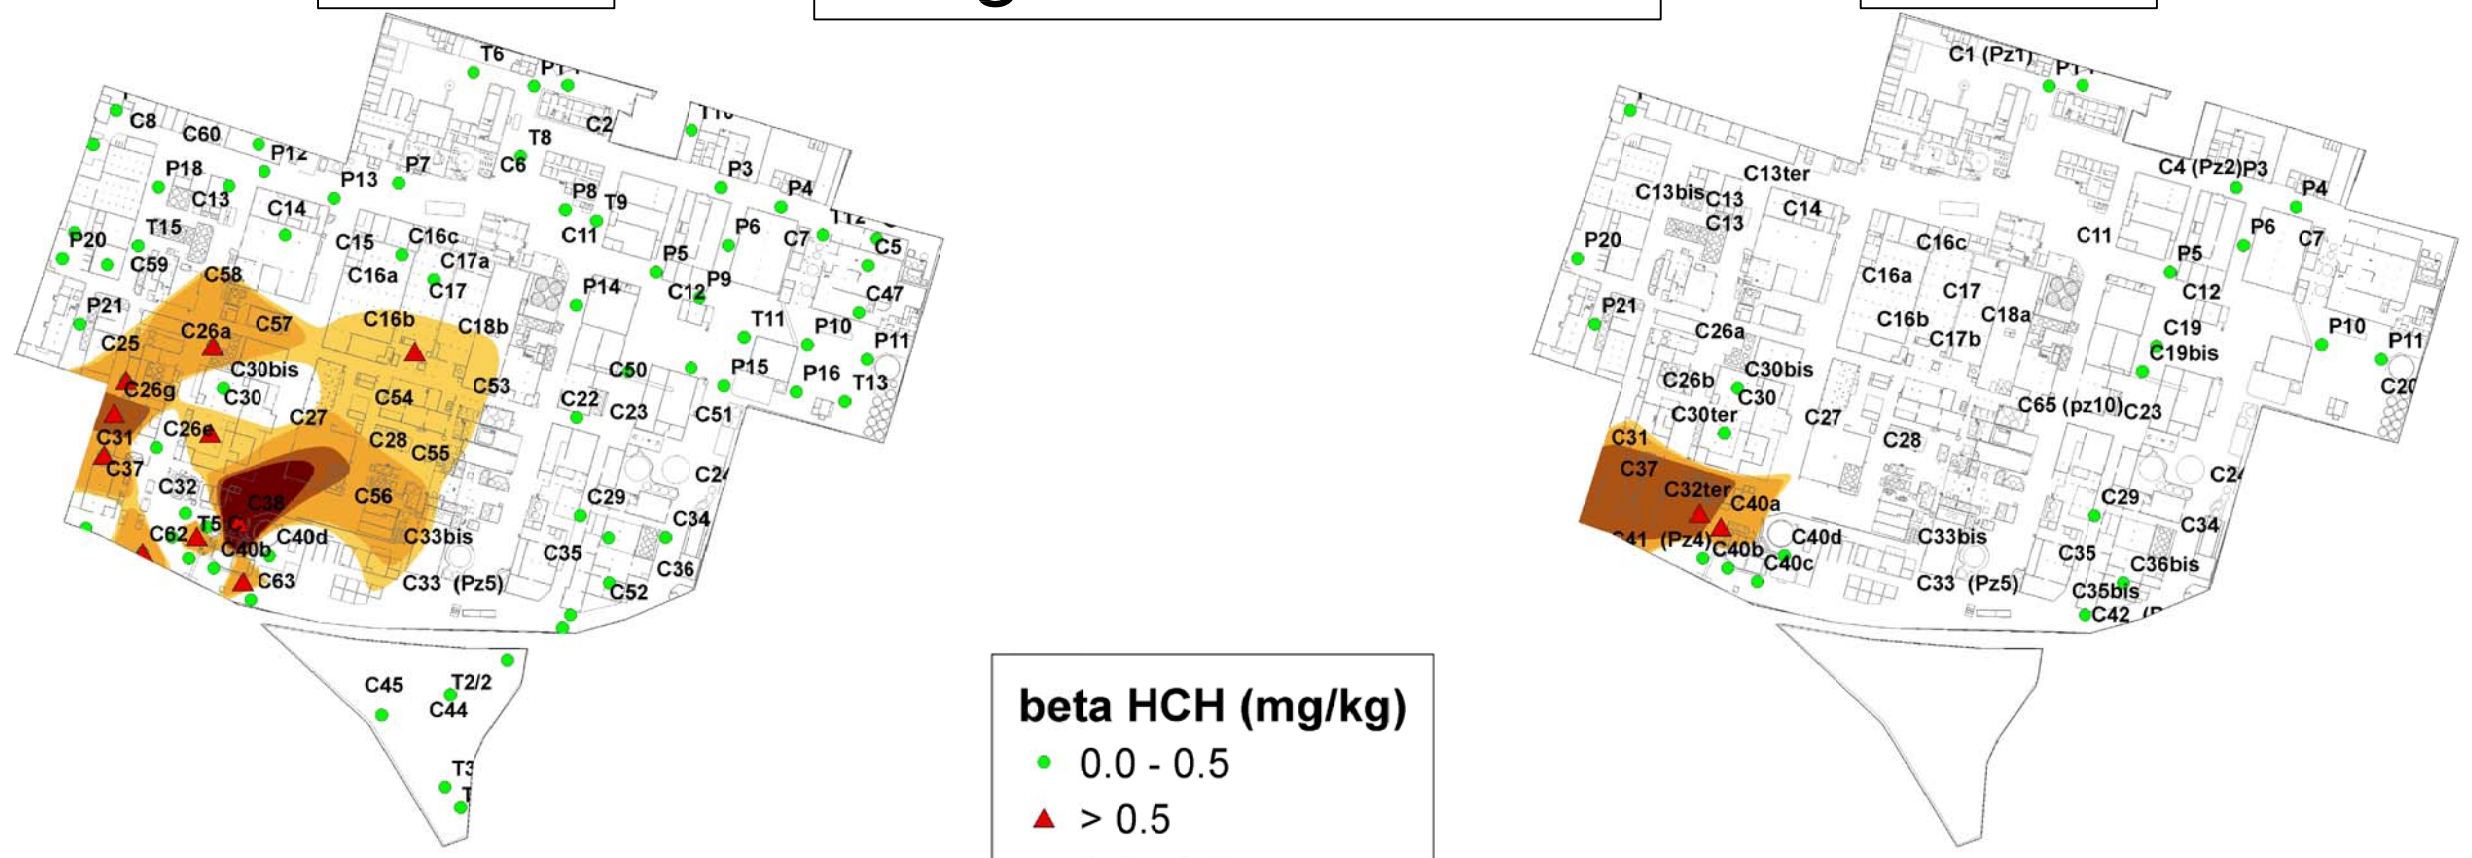 T6
C8
C60
C2
T8
P12
C6
P18
P13
P7
P3
C13
P8
T9
P4
C14
T12
P20
T15
C15
C16c
C11
P6
C7
C5
C59
C17a
P5
C58
C16a
C17
P9
C12
P14
C47
P21
C57
C16b
C18b
T11
P10
C26a
C25
P11
C30bis
C50
P15
P16
T13
C26g
C30
C54
C53
C27
C22
C23
C51
C26e
C31
C28
C55
C37
C32
C38
C56
C29
C24
T5
C34
C62
C40b
C40d
C33bis
C35
C63
C33 (Pz5)
C36
C52
C45
T2/2
C44
T3
C1 (Pz1)
C13ter
C4 (Pz2)
P3
C13bis
C13
P4
C14
C13
P20
C16c
C11
P6
C7
P5
C16a
C17
C12
P21
C16b
C18a
C26a
C17b
C19
P10
C19bis
P11
C30bis
C26b
C30
C30ter
C27
C65 (pz10)
C23
C31
C28
C37
C24
C32ter
C40a
C29
C34
(Pz4)
C40b
C40d
C33bis
C35
C40c
C36bis
C33 (Pz5)
C35bis
C42
beta HCH (mg/kg)
0.0 - 0.5
> 0.5